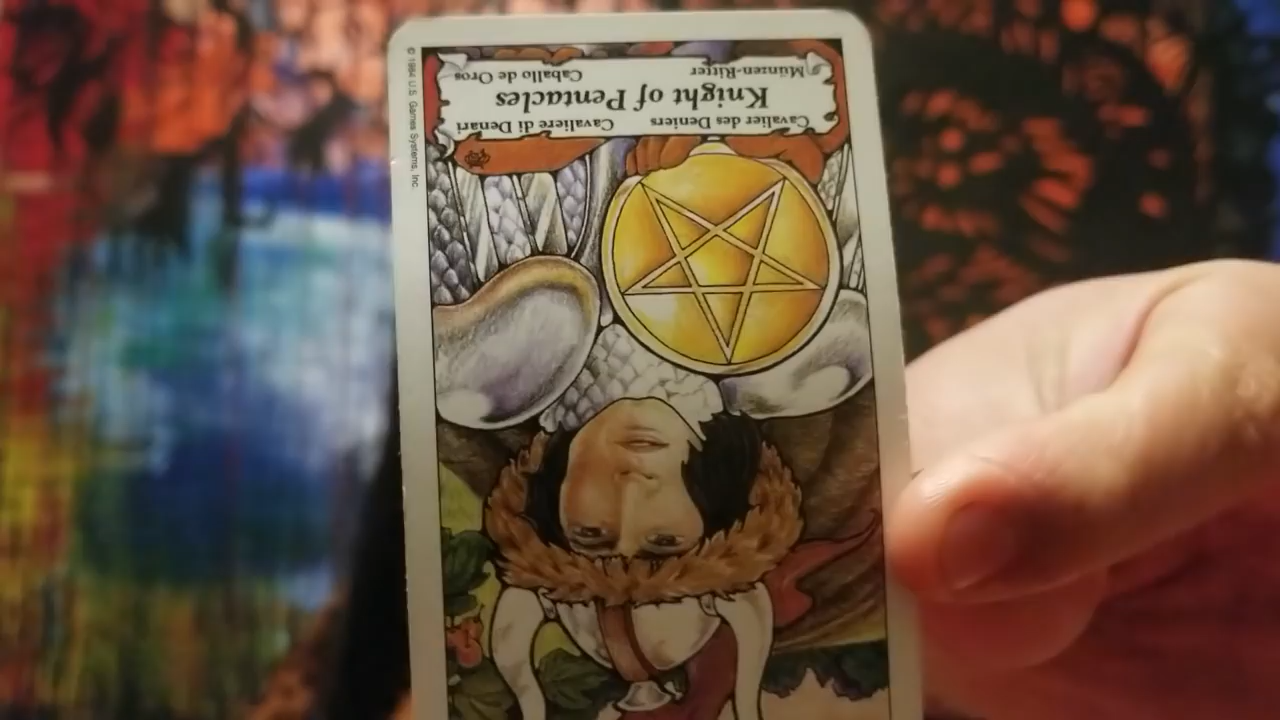 Cavalier des Deniers Cavaliere di Denari
Knight of Pentacles
Münzen-Ritter Caballo de Oros
© 1984 U.S. Games Systems, Inc.